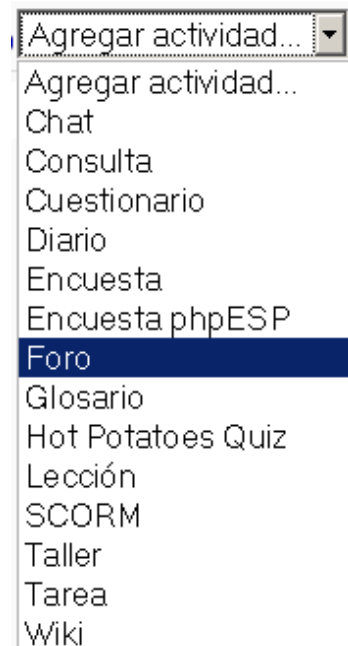 Agregar actividad...
Agregar actividad...
Chat
Consulta
Cuestionario
Diario
Encuesta
Encuesta phpESP
Foro
Glosario
Hot Potatoes Quiz
Lección
SCORM
Taller
Tarea
Wiki